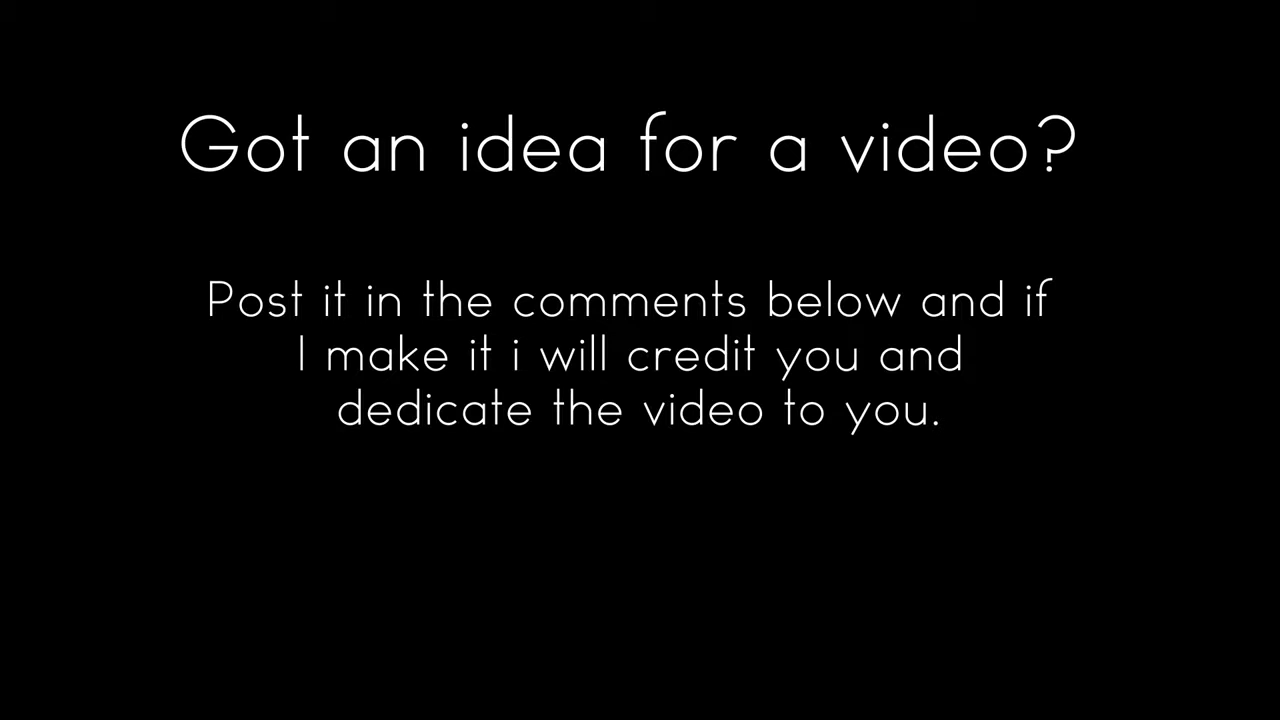 Got an idea for a video?
Post it in the comments below and if
I make it i will credit you and
dedicate the video to you.